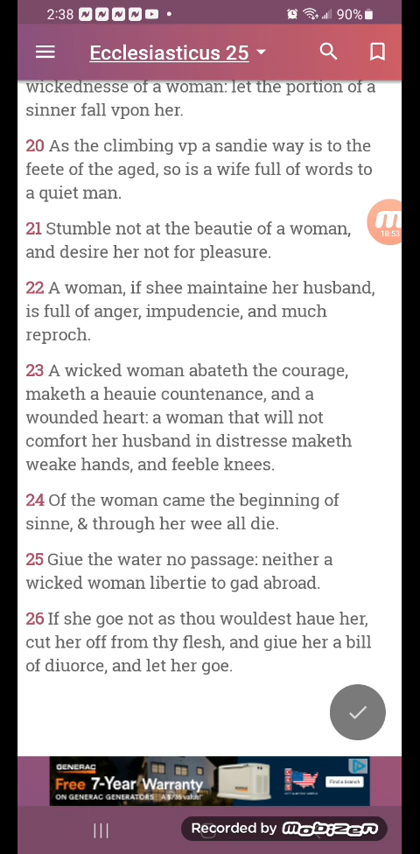 2:38
90%
Ecclesiasticus 25
wickednesse of a woman: let the portion of a
sinner fall vpon her.
20 As the climbing vp a sandie way is to the
feete of the aged, so is a wife full of words to
a quiet man.
21 Stumble not at the beautie of a woman,
and desire her not for pleasure.
18:53
22 A woman, if shee maintaine her husband,
is full of anger, impudencie, and much
reproch.
23 A wicked woman abateth the courage,
maketh a heauie countenance, and a
wounded heart: a woman that will not
comfort her husband in distresse maketh
weake hands, and feeble knees.
24 Of the woman came the beginning of
sinne, & through her wee all die.
25 Giue the water no passage: neither a
wicked woman libertie to gad abroad.
26 If she goe not as thou wouldest haue her,
cut her off from thy flesh, and giue her a bill
of diuorce, and let her goe.
GENERAC
Free 7-Year Warranty
ON GENERAC GENERATORS
Find a branch
Recorded by MOBIZEN